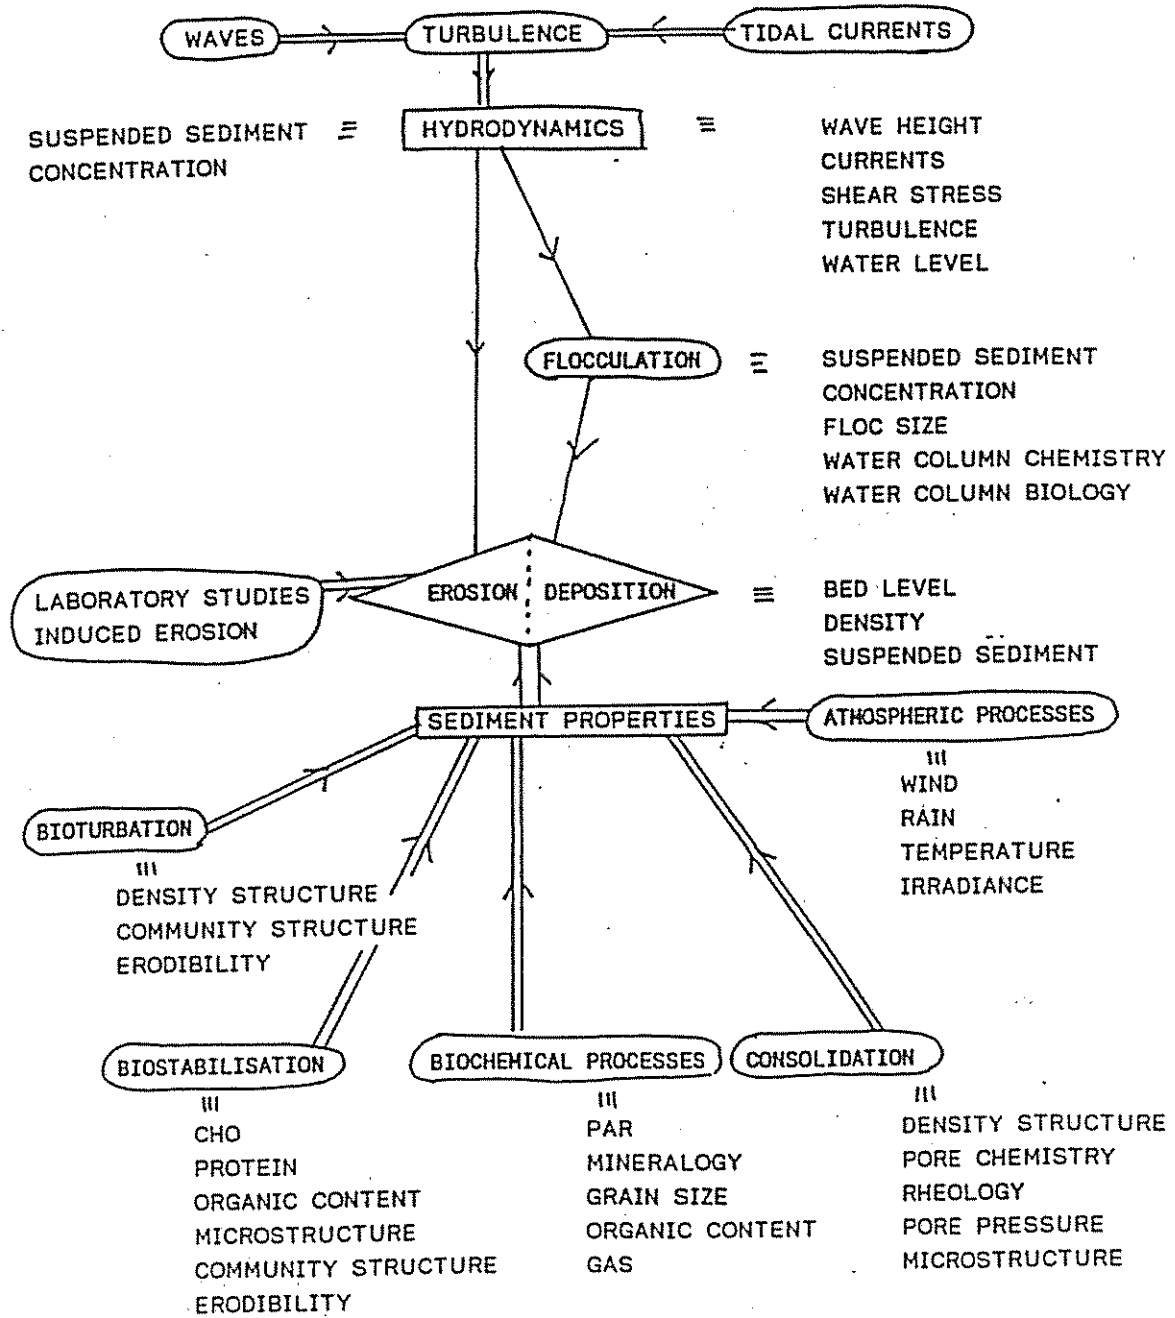 WAVES
TURBULENCE
TIDAL CURRENTS
SUSPENDED SEDIMENT
CONCENTRATION
HYDRODYNAMICS
WAVE HEIGHT
CURRENTS
SHEAR STRESS
TURBULENCE
WATER LEVEL
FLOCCULATION
SUSPENDED SEDIMENT
CONCENTRATION
FLOC SIZE
WATER COLUMN CHEMISTRY
WATER COLUMN BIOLOGY
LABORATORY STUDIES
INDUCED EROSION
EROSION
DEPOSITION
BED LEVEL
DENSITY
SUSPENDED SEDIMENT
SEDIMENT PROPERTIES
ATHOSPHERIC PROCESSES
WIND
RAIN
TEMPERATURE
IRRADIANCE
BIOTURBATION
DENSITY STRUCTURE
COMMUNITY STRUCTURE
ERODIBILITY
BIOSTABILISATION
CHO
PROTEIN
ORGANIC CONTENT
MICROSTRUCTURE
COMMUNITY STRUCTURE
ERODIBILITY
BIOCHEHICAL PROCESSES
PAR
MINERALOGY
GRAIN SIZE
ORGANIC CONTENT
GAS
CONSOLIDATION
DENSITY STRUCTURE
PORE CHEMISTRY
RHEOLOGY
PORE PRESSURE
MICROSTRUCTURE